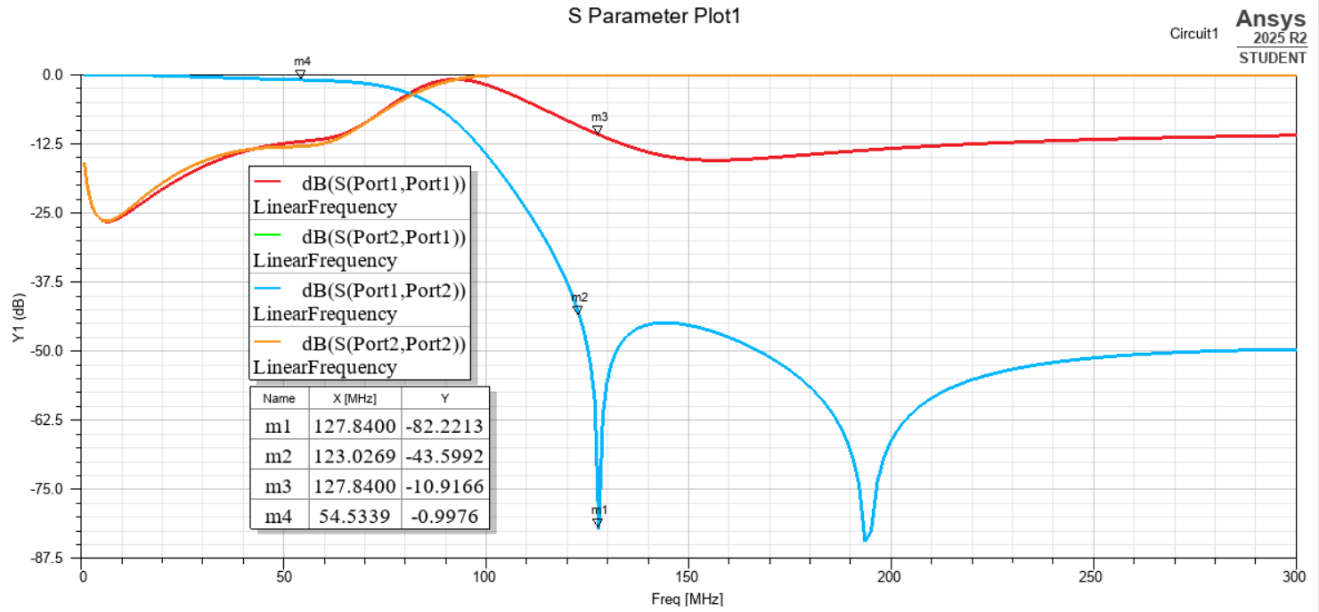 S Parameter Plot1
Circuit1
Ansys
2025 R2
STUDENT
m4
0.0
-12.5
-25.0
-37.5
-50.0
-62.5
-75.0
-87.5
Y1 (dB)
m3
m2
m1
dB(S(Port1,Port1))
LinearFrequency
dB(S(Port2,Port1))
LinearFrequency
dB(S(Port1,Port2))
LinearFrequency
dB(S(Port2,Port2))
LinearFrequency
Name X [MHz] Y
m1 127.8400 -82.2213
m2 123.0269 -43.5992
m3 127.8400 -10.9166
m4 54.5339 -0.9976
0 50 100 150 200 250 300
Freq [MHz]